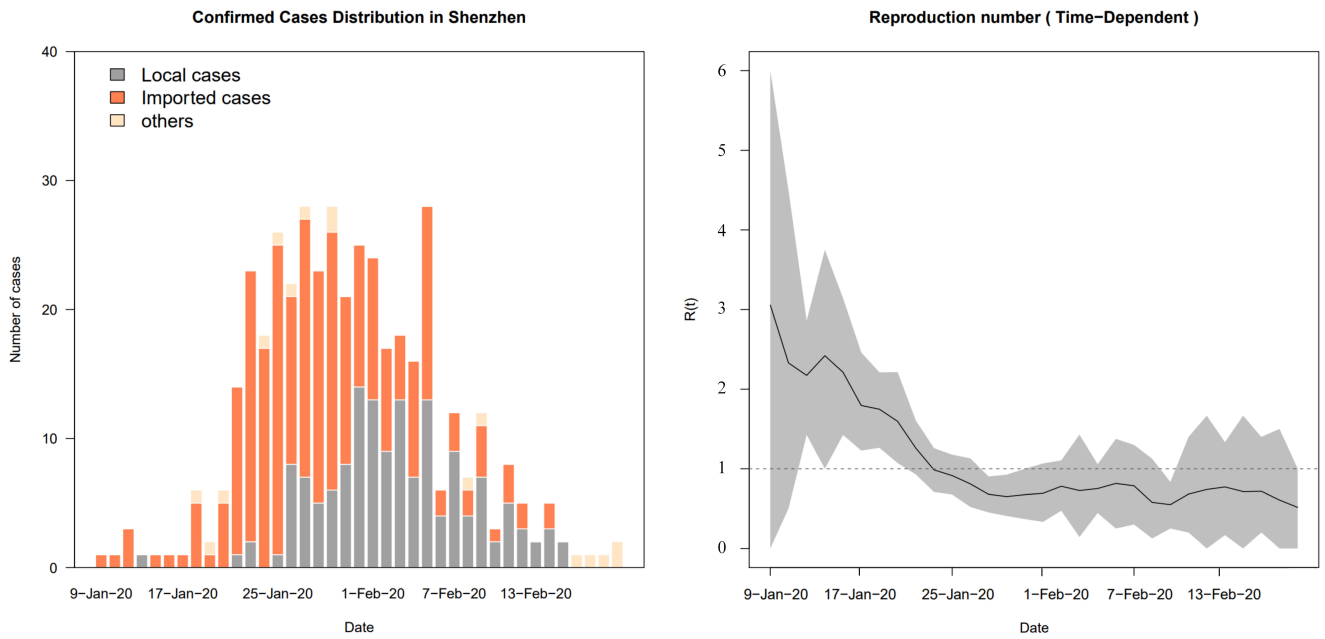 Confirmed Cases Distribution in Shenzhen
40
30
20
10
0
Number of cases
Local cases
Imported cases
others
9-Jan-20 17-Jan-20 25-Jan-20 1-Feb-20 7-Feb-20 13-Feb-20
Date
Reproduction number ( Time-Dependent )
6
5
4
3
2
1
0
R(t)
9-Jan-20 17-Jan-20 25-Jan-20 1-Feb-20 7-Feb-20 13-Feb-20
Date